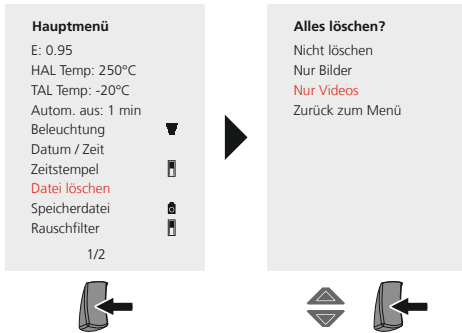 Hauptmenü
E: 0.95
HAL Temp: 250°C
TAL Temp: -20°C
Autom. aus: 1 min
Beleuchtung
Datum / Zeit
Zeitstempel
Datei löschen
Speicherdatei
Rauschfilter
1/2
Alles löschen?
Nicht löschen
Nur Bilder
Nur Videos
Zurück zum Menü